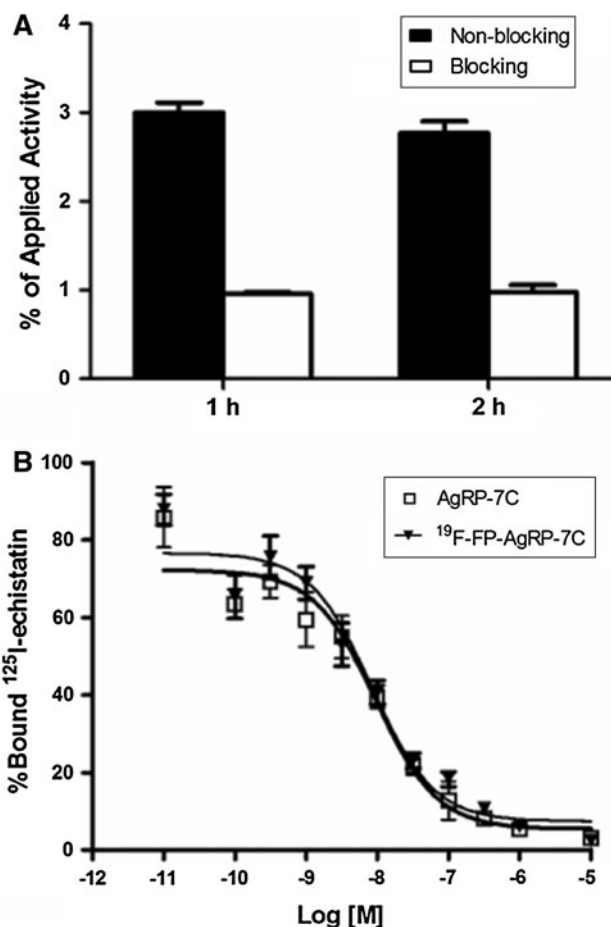 A
4
3
2
1
0
% of Applied Activity
Non-blocking
Blocking
1 h
2 h
B
100
80
60
40
20
0
%Bound ¹²⁵I-echistatin
AgRP-7C
¹⁹F-FP-AgRP-7C
-12 -11 -10 -9 -8 -7 -6 -5
Log [M]